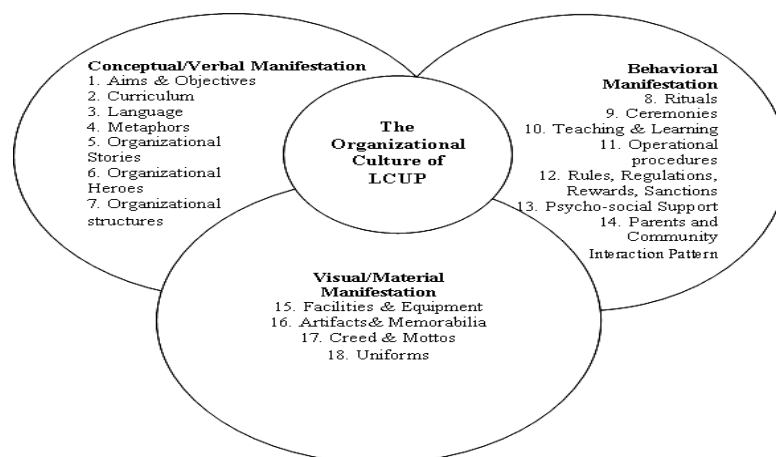 Conceptual/Verbal Manifestation
1. Aims & Objectives
2. Curriculum
3. Language
4. Metaphors
5. Organizational
Stories
6. Organizational
Heroes
7. Organizational
structures
The
Organizational
Culture of
LCUP
Behavioral
Manifestation
8. Rituals
9. Ceremonies
10. Teaching & Learning
11. Operational
procedures
12. Rules, Regulations,
Rewards, Sanctions
13. Psycho-social Support
14. Parents and
Community
Interaction Pattern
Visual/Material
Manifestation
15. Facilities & Equipment
16. Artifacts& Memorabilia
17. Creed & Mottos
18. Uniforms